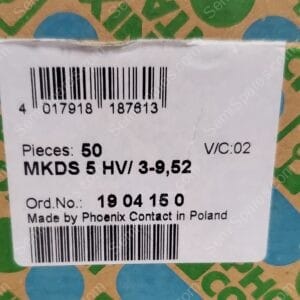 4 017918 187613
Pieces: 50 V/C:02
MKDS 5 HV/ 3-9,52
Ord.No.: 19 04 15 0
Made by Phoenix Contact in Poland